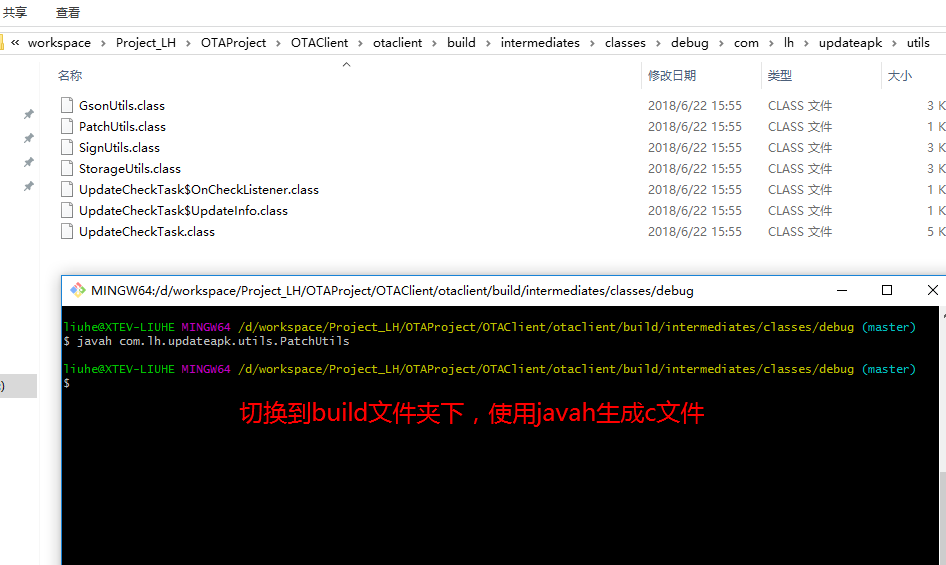 共享 查看
« workspace > Project_LH > OTAProject > OTAClient > otaclient > build > intermediates > classes > debug > com > lh > updateapk > utils
名称 修改日期 类型 大小
GsonUtils.class 2018/6/22 15:55 CLASS 文件 3 K
PatchUtils.class 2018/6/22 15:55 CLASS 文件 1 K
SignUtils.class 2018/6/22 15:55 CLASS 文件 3 K
StorageUtils.class 2018/6/22 15:55 CLASS 文件 3 K
UpdateCheckTask$OnCheckListener.class 2018/6/22 15:55 CLASS 文件 1 K
UpdateCheckTask$UpdateInfo.class 2018/6/22 15:55 CLASS 文件 1 K
UpdateCheckTask.class 2018/6/22 15:55 CLASS 文件 5 K
MINGW64:/d/workspace/Project_LH/OTAProject/OTAClient/otaclient/build/intermediates/classes/debug
liuhe@XTEV-LIUHE MINGW64 /d/workspace/Project_LH/OTAProject/OTAClient/otaclient/build/intermediates/classes/debug (master)
$ javah com.lh.updateapk.utils.PatchUtils
liuhe@XTEV-LIUHE MINGW64 /d/workspace/Project_LH/OTAProject/OTAClient/otaclient/build/intermediates/classes/debug (master)
$
:)
切换到build文件夹下，使用javah生成c文件